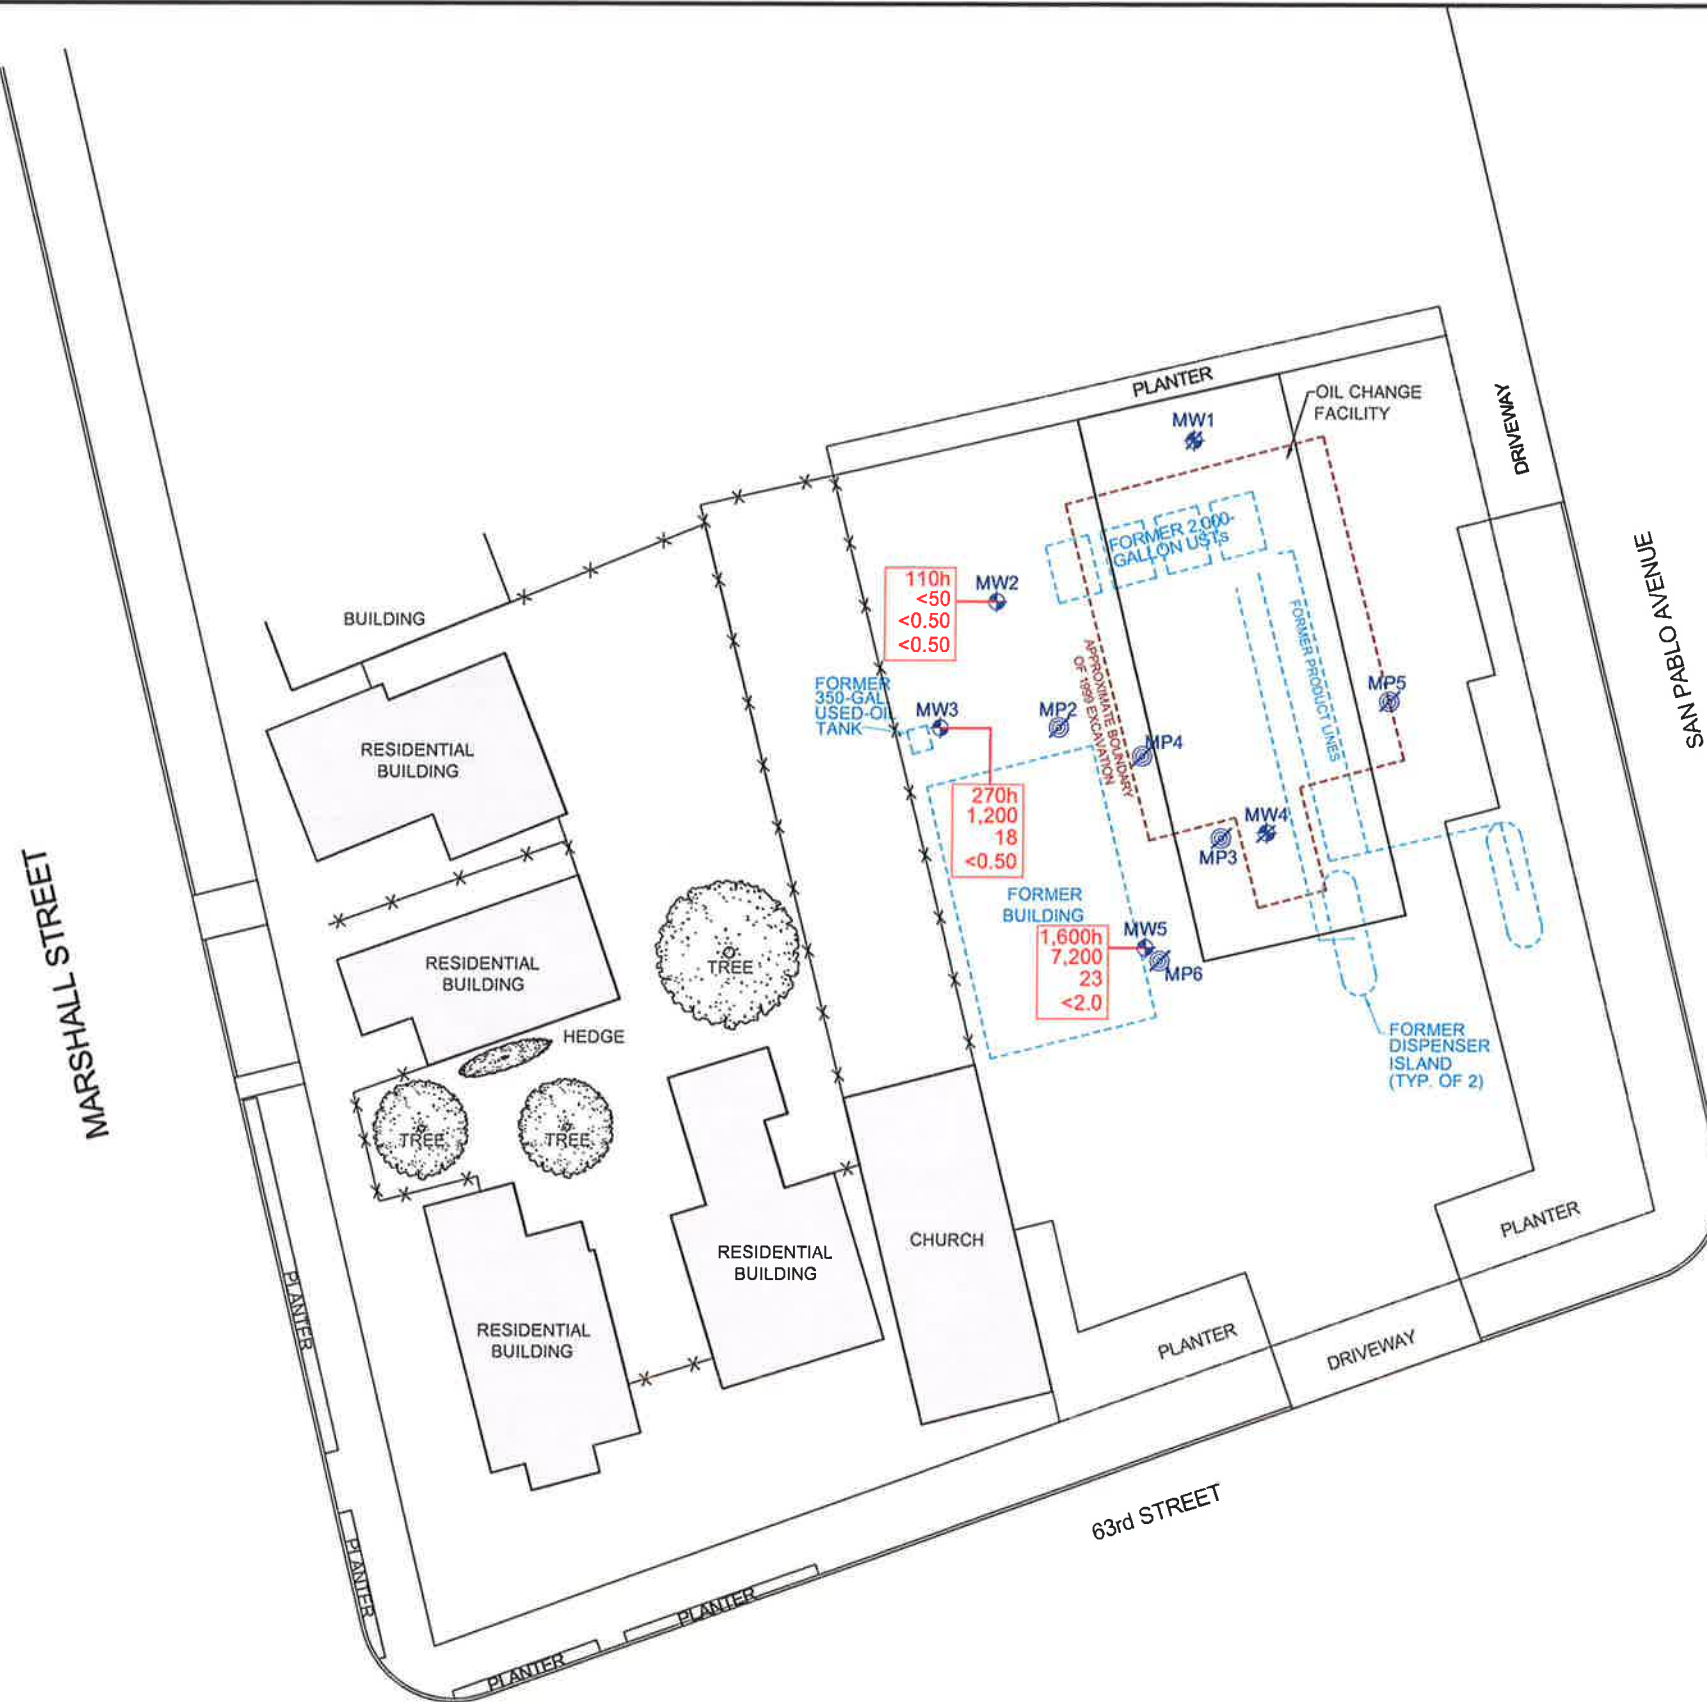 PLANTER
OIL CHANGE
FACILITY
DRIVEWAY
MW1
FORMER 2,000-
GALLON USTs
SAN PABLO AVENUE
110h
<50
<0.50
<0.50
MW2
BUILDING
FORMER PRODUCT LINES
APPROXIMATE BOUNDARY
OF 1999 EXCAVATION
FORMER
350-GAL
USED-OIL
TANK
MW3
MP2
MP5
MP4
RESIDENTIAL
BUILDING
270h
1,200
18
<0.50
MW4
MP3
MARSHALL STREET
FORMER
BUILDING
1,600h
7,200
23
<2.0
MW5
MP6
RESIDENTIAL
BUILDING
TREE
HEDGE
FORMER
DISPENSER
ISLAND
(TYP. OF 2)
TREE
TREE
PLANTER
CHURCH
RESIDENTIAL
BUILDING
PLANTER
RESIDENTIAL
BUILDING
PLANTER
DRIVEWAY
63rd STREET
PLANTER
PLANTER
PLANTER